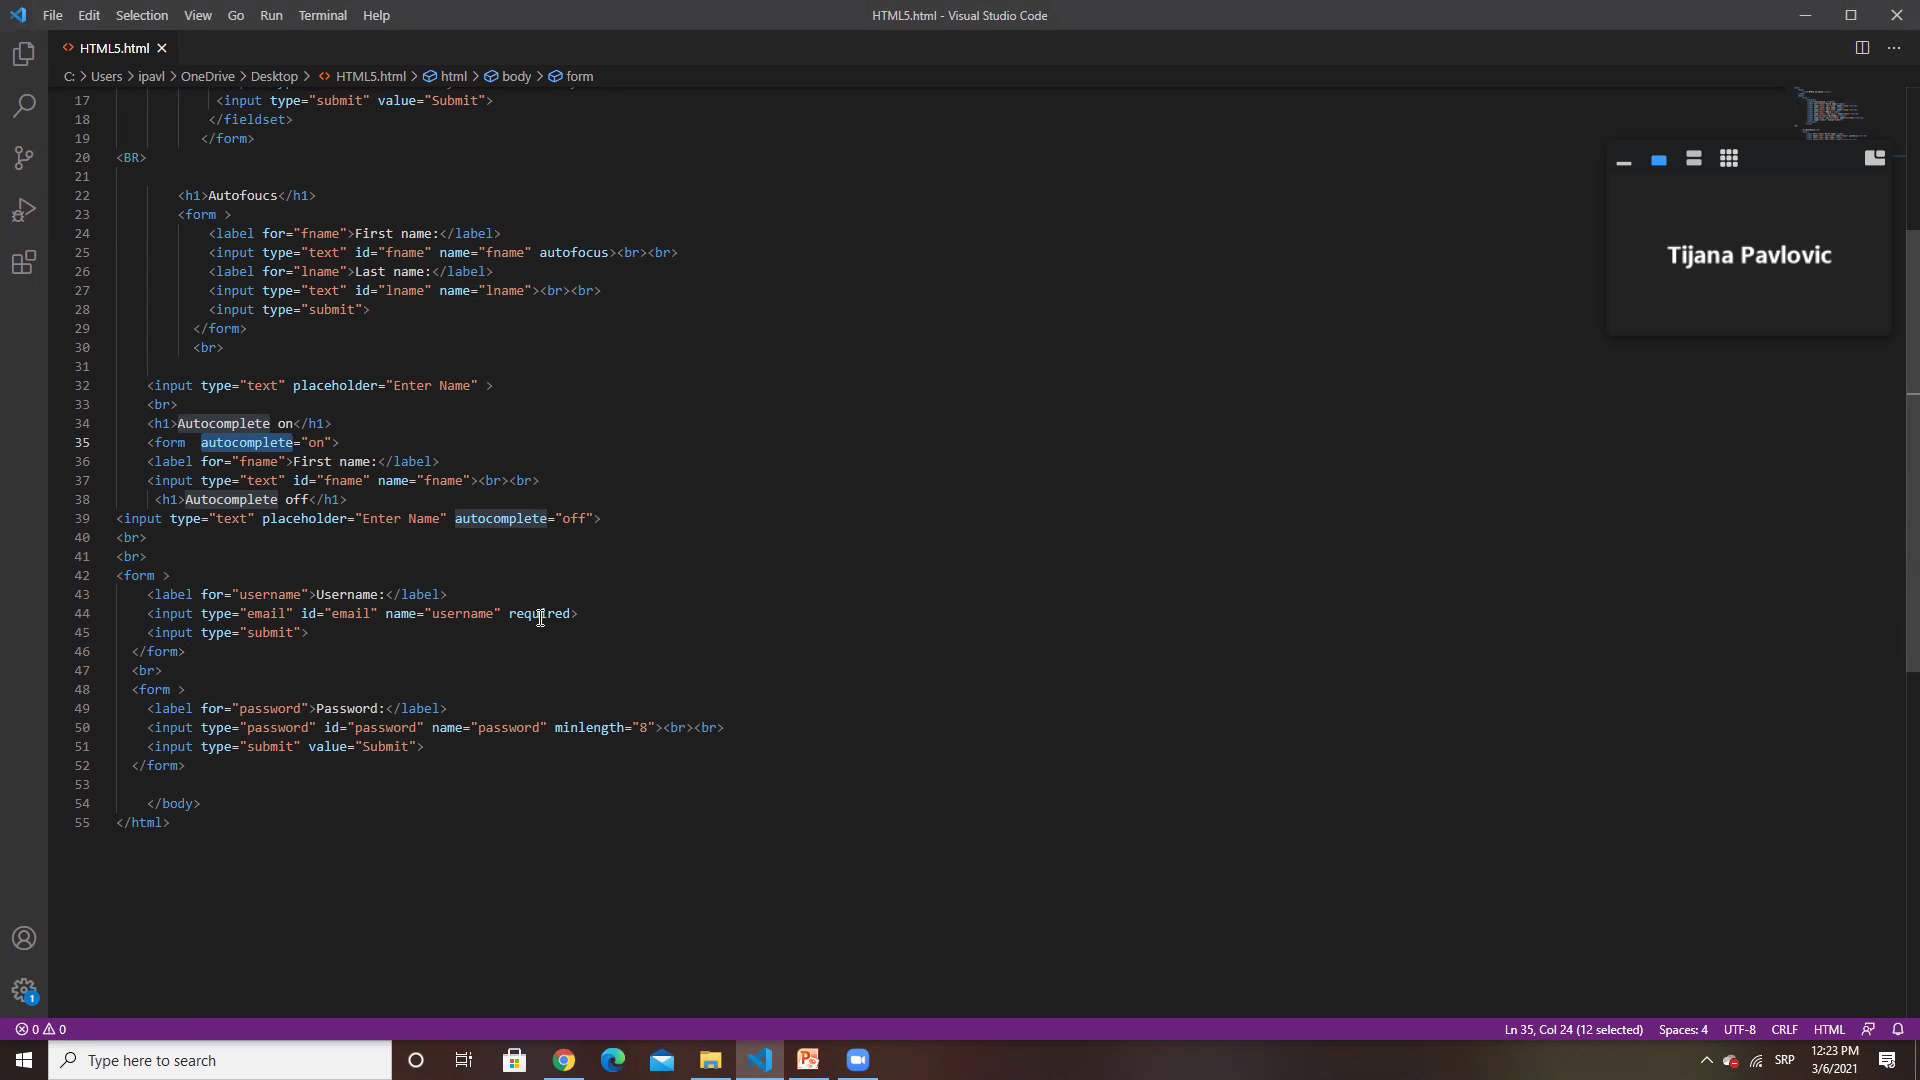 File Edit Selection View Go Run Terminal Help
HTML5.html - Visual Studio Code
HTML5.html
C: > Users > ipavl > OneDrive > Desktop > HTML5.html > html > body > form
17 <input type="submit" value="Submit">
18 </fieldset>
19 </form>
20 <BR>
21
22 <h1>Autofoucs</h1>
23 <form >
24 <label for="fname">First name:</label>
25 <input type="text" id="fname" name="fname" autofocus><br><br>
26 <label for="lname">Last name:</label>
27 <input type="text" id="lname" name="lname"><br><br>
28 <input type="submit">
29 </form>
30 <br>
31
32 <input type="text" placeholder="Enter Name" >
33 <br>
34 <h1>Autocomplete on</h1>
35 <form  autocomplete="on">
36 <label for="fname">First name:</label>
37 <input type="text" id="fname" name="fname"><br><br>
38 <h1>Autocomplete off</h1>
39 <input type="text" placeholder="Enter Name" autocomplete="off">
40 <br>
41 <br>
42 <form >
43 <label for="username">Username:</label>
44 <input type="email" id="email" name="username" required>
45 <input type="submit">
46 </form>
47 <br>
48 <form >
49 <label for="password">Password:</label>
50 <input type="password" id="password" name="password" minlength="8"><br><br>
51 <input type="submit" value="Submit">
52 </form>
53
54 </body>
55 </html>
Tijana Pavlovic
1
0 0
Ln 35, Col 24 (12 selected) Spaces: 4 UTF-8 CRLF HTML
Type here to search
SRP
12:23 PM
3/6/2021